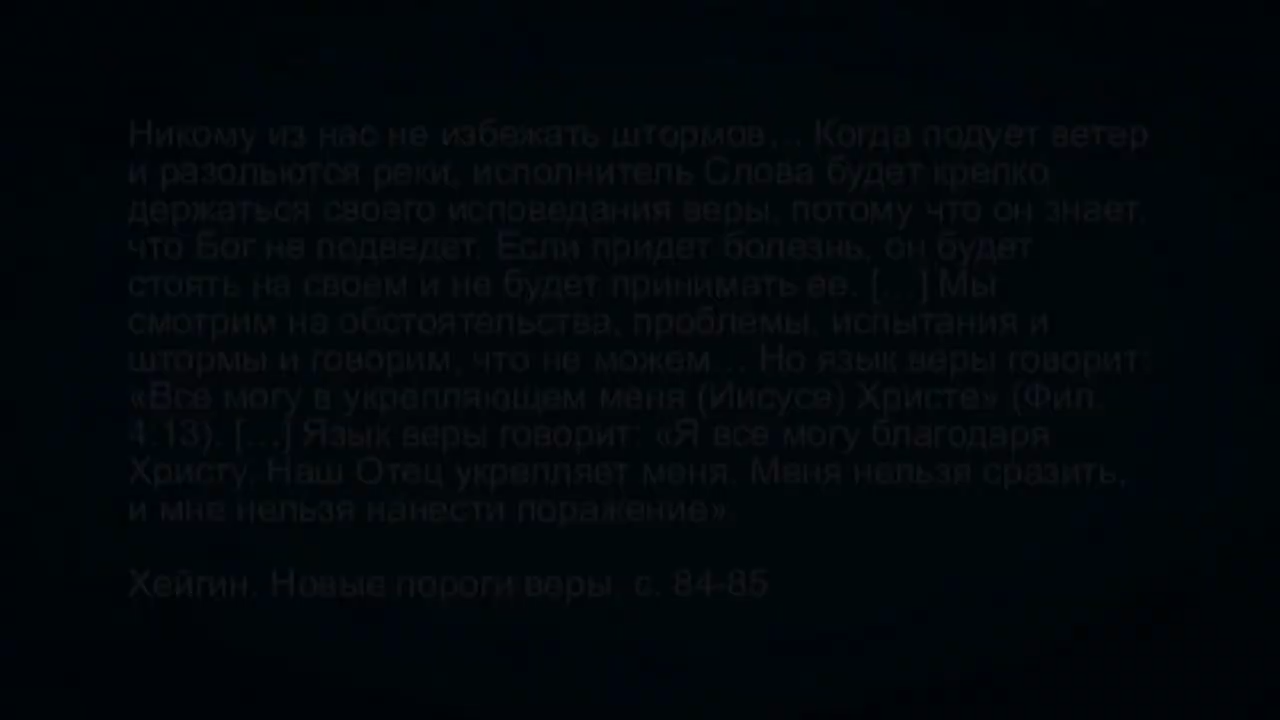 Никому из нас не избежать штормов... Когда подует ветер
и разольются реки, исполнитель Слова будет крепко
держаться своего исповедания веры, потому что он знает,
что Бог не подведет. Если придет болезнь, он будет
стоять на своем и не будет принимать ее. [...] Мы
смотрим на обстоятельства, проблемы, испытания и
штормы и говорим, что не можем... Но язык веры говорит:
«Все могу в укрепляющем меня (Иисусе) Христе» (Фил.
4:13). [...] Язык веры говорит: «Я все могу благодаря
Христу. Наш Отец укрепляет меня. Меня нельзя сразить,
и мне нельзя нанести поражение».
Хейгин. Новые пороги веры, с. 84-85